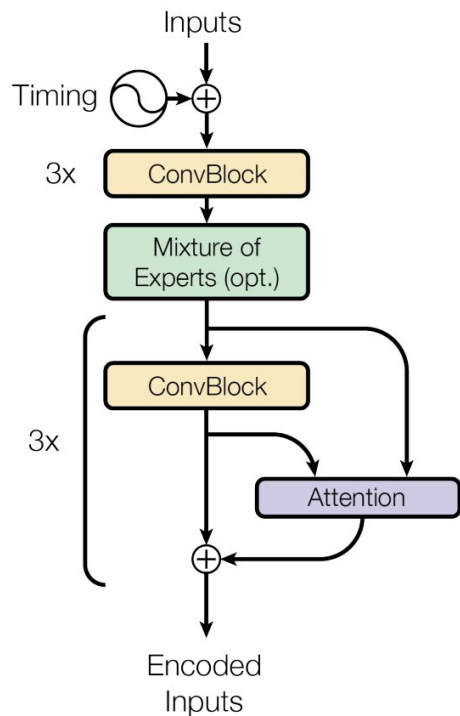 Inputs
Timing
3x
ConvBlock
Mixture of
Experts (opt.)
ConvBlock
3x
Attention
Encoded
Inputs